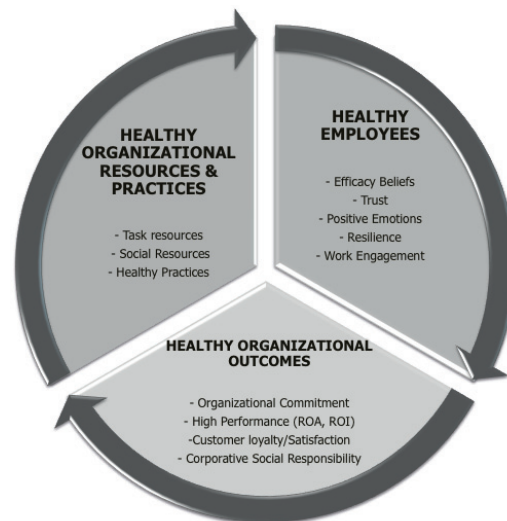 HEALTHY
ORGANIZATIONAL
RESOURCES &
PRACTICES
- Task resources
- Social Resources
- Healthy Practices
HEALTHY
EMPLOYEES
- Efficacy Beliefs
- Trust
- Positive Emotions
- Resilience
- Work Engagement
HEALTHY ORGANIZATIONAL
OUTCOMES
- Organizational Commitment
- High Performance (ROA, ROI)
-Customer loyalty/Satisfaction
- Corporative Social Responsibility